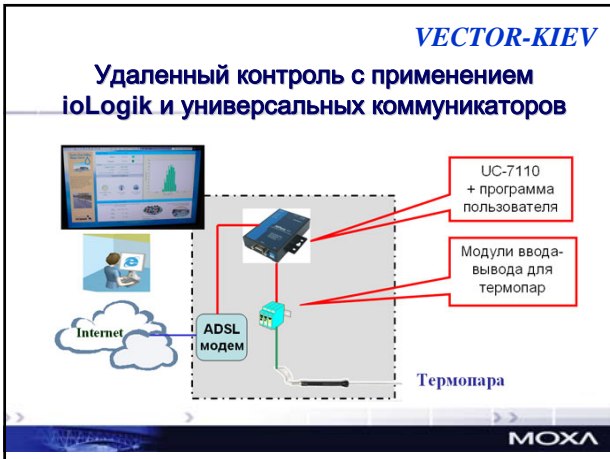 VECTOR-KIEV
Удаленный контроль с применением
ioLogik и универсальных коммуникаторов
UC-7110
+ программа
пользователя
Модули ввода-
вывода для
термопар
Internet
ADSL
модем
Термопара
MOXA